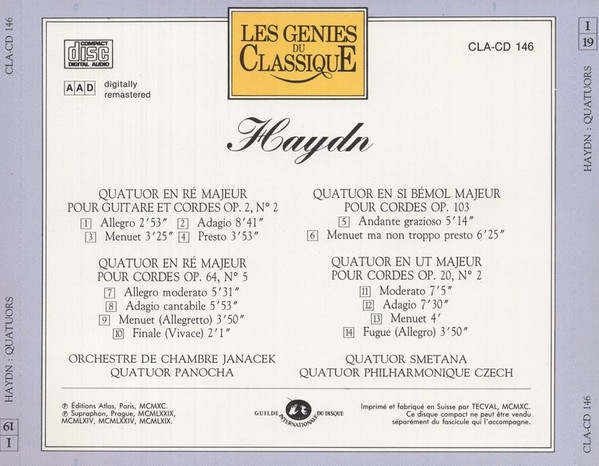 CLA-CD 146
HAYDN : QUATUORS
I
19
COMPACT
disc
DIGITAL AUDIO
AAD digitally
remastered
LES GENIES
DU
CLASSIQUE
CLA-CD 146
Haydn
QUATUOR EN RÉ MAJEUR
POUR GUITARE ET CORDES OP. 2, N° 2
1 Allegro 2'53" 2 Adagio 8'41"
3 Menuet 3'25" 4 Presto 3'53"
QUATUOR EN SI BÉMOL MAJEUR
POUR CORDES OP. 103
5 Andante grazioso 5'14"
6 Menuet ma non troppo presto 6'25"
QUATUOR EN RÉ MAJEUR
POUR CORDES OP. 64, N° 5
7 Allegro moderato 5'31"
8 Adagio cantabile 5'53"
9 Menuet (Allegretto) 3'50"
10 Finale (Vivace) 2'1"
QUATUOR EN UT MAJEUR
POUR CORDES OP. 20, N° 2
11 Moderato 7'5"
12 Adagio 7'30"
13 Menuet 4'
14 Fugue (Allegro) 3'50"
ORCHESTRE DE CHAMBRE JANACEK
QUATUOR PANOCHA
QUATUOR SMETANA
QUATUOR PHILHARMONIQUE CZECH
℗ Éditions Atlas, Paris, MCMXC.
℗ Supraphon, Prague, MCMLXXIX,
MCMLXIV, MCMLXXIV, MCMLXIX.
GUILDE INTERNATIONALE DU DISQUE
Imprimé et fabriqué en Suisse par TECVAL, MCMXC.
Ce disque compact ne peut être vendu
séparément du fascicule qui l'accompagne.
I
19
HAYDN : QUATUORS
CLA-CD 146